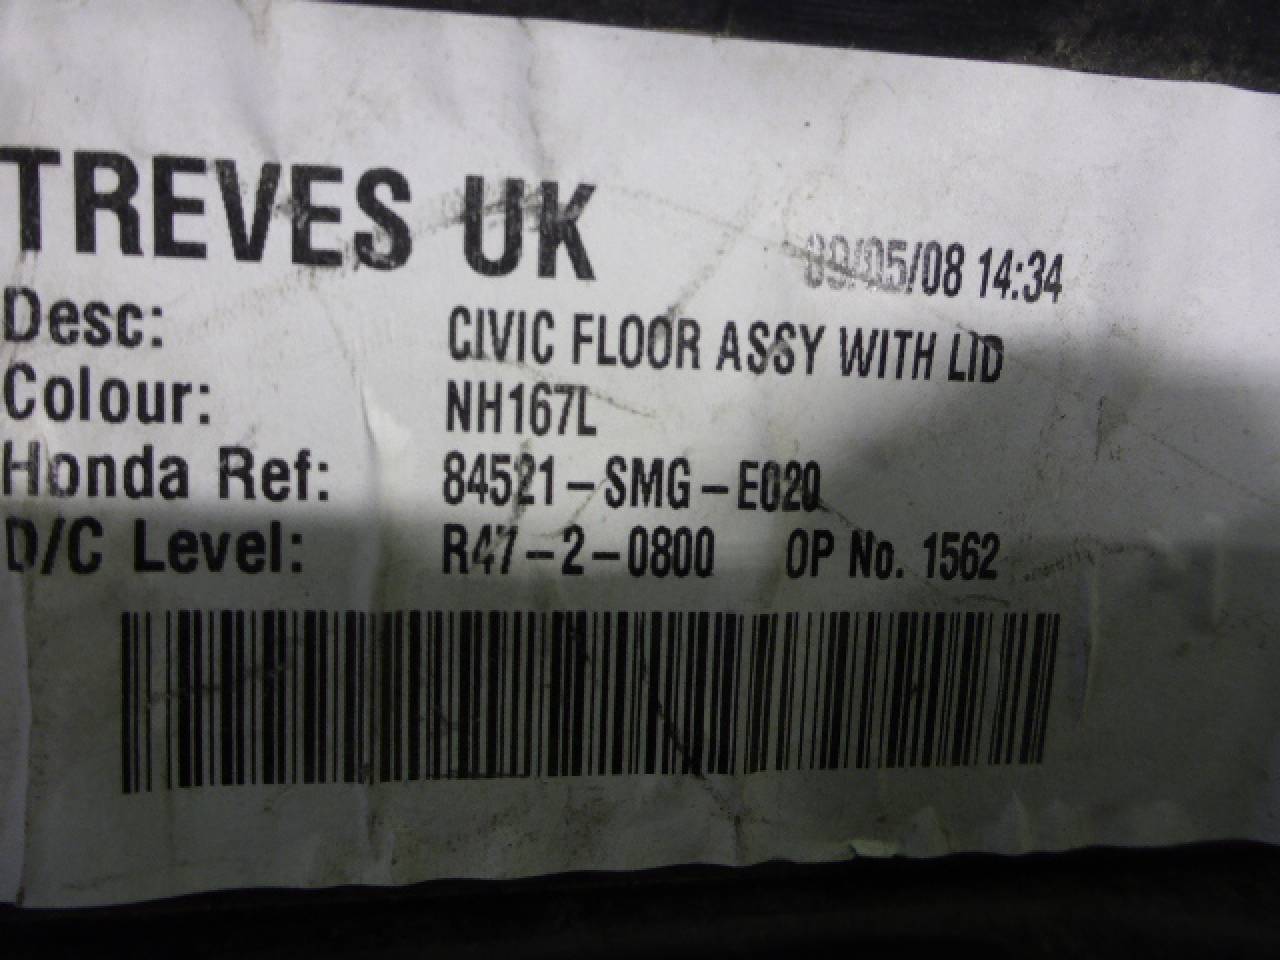 TREVES UK
09/05/08 14:34
Desc: CIVIC FLOOR ASSY WITH LID
Colour: NH167L
Honda Ref: 84521-SMG-E020
D/C Level: R47-2-0800 OP No. 1562